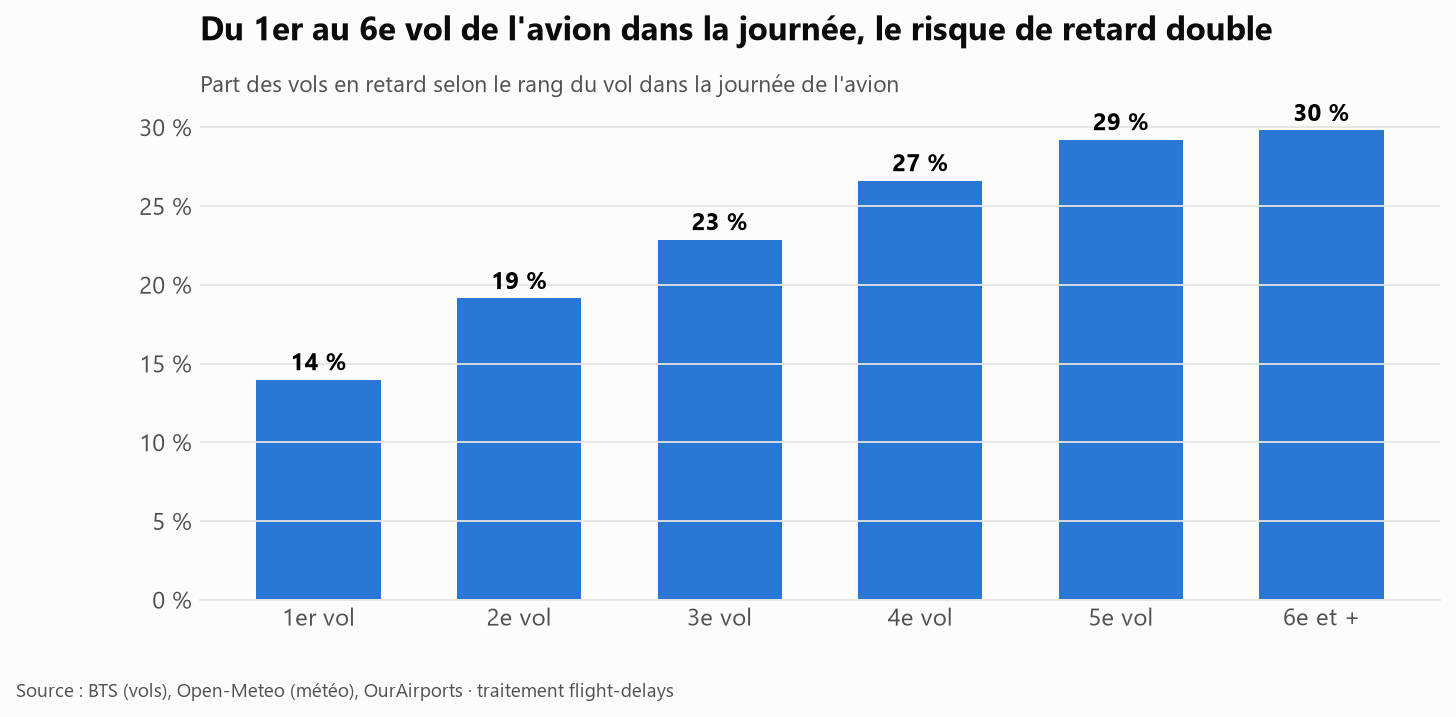 Du 1er au 6e vol de l'avion dans la journée, le risque de retard double
Part des vols en retard selon le rang du vol dans la journée de l'avion
30 %
25 %
20 %
15 %
10 %
5 %
0 %
14 %
19 %
23 %
27 %
29 %
30 %
1er vol
2e vol
3e vol
4e vol
5e vol
6e et +
Source : BTS (vols), Open-Meteo (météo), OurAirports · traitement flight-delays